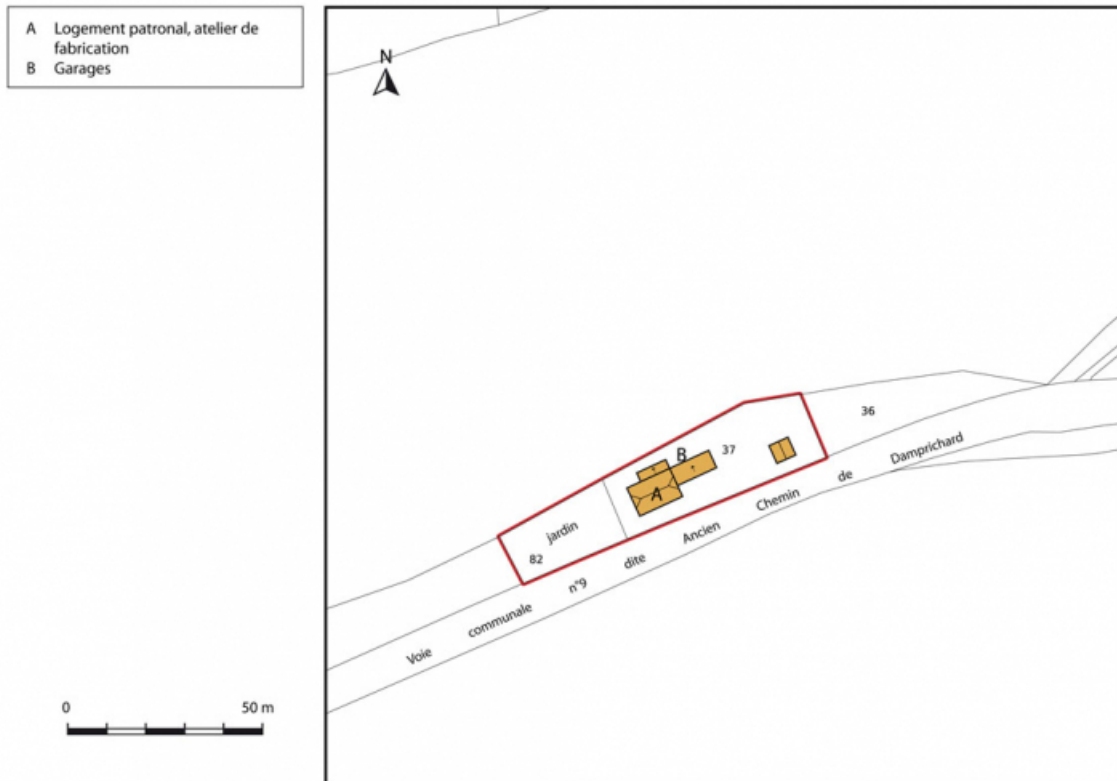 A Logement patronal, atelier de
fabrication
B Garages
N
36
37
B
A
jardin
82
Voie communale n°9 dite Ancien Chemin de Damprichard
0 50 m